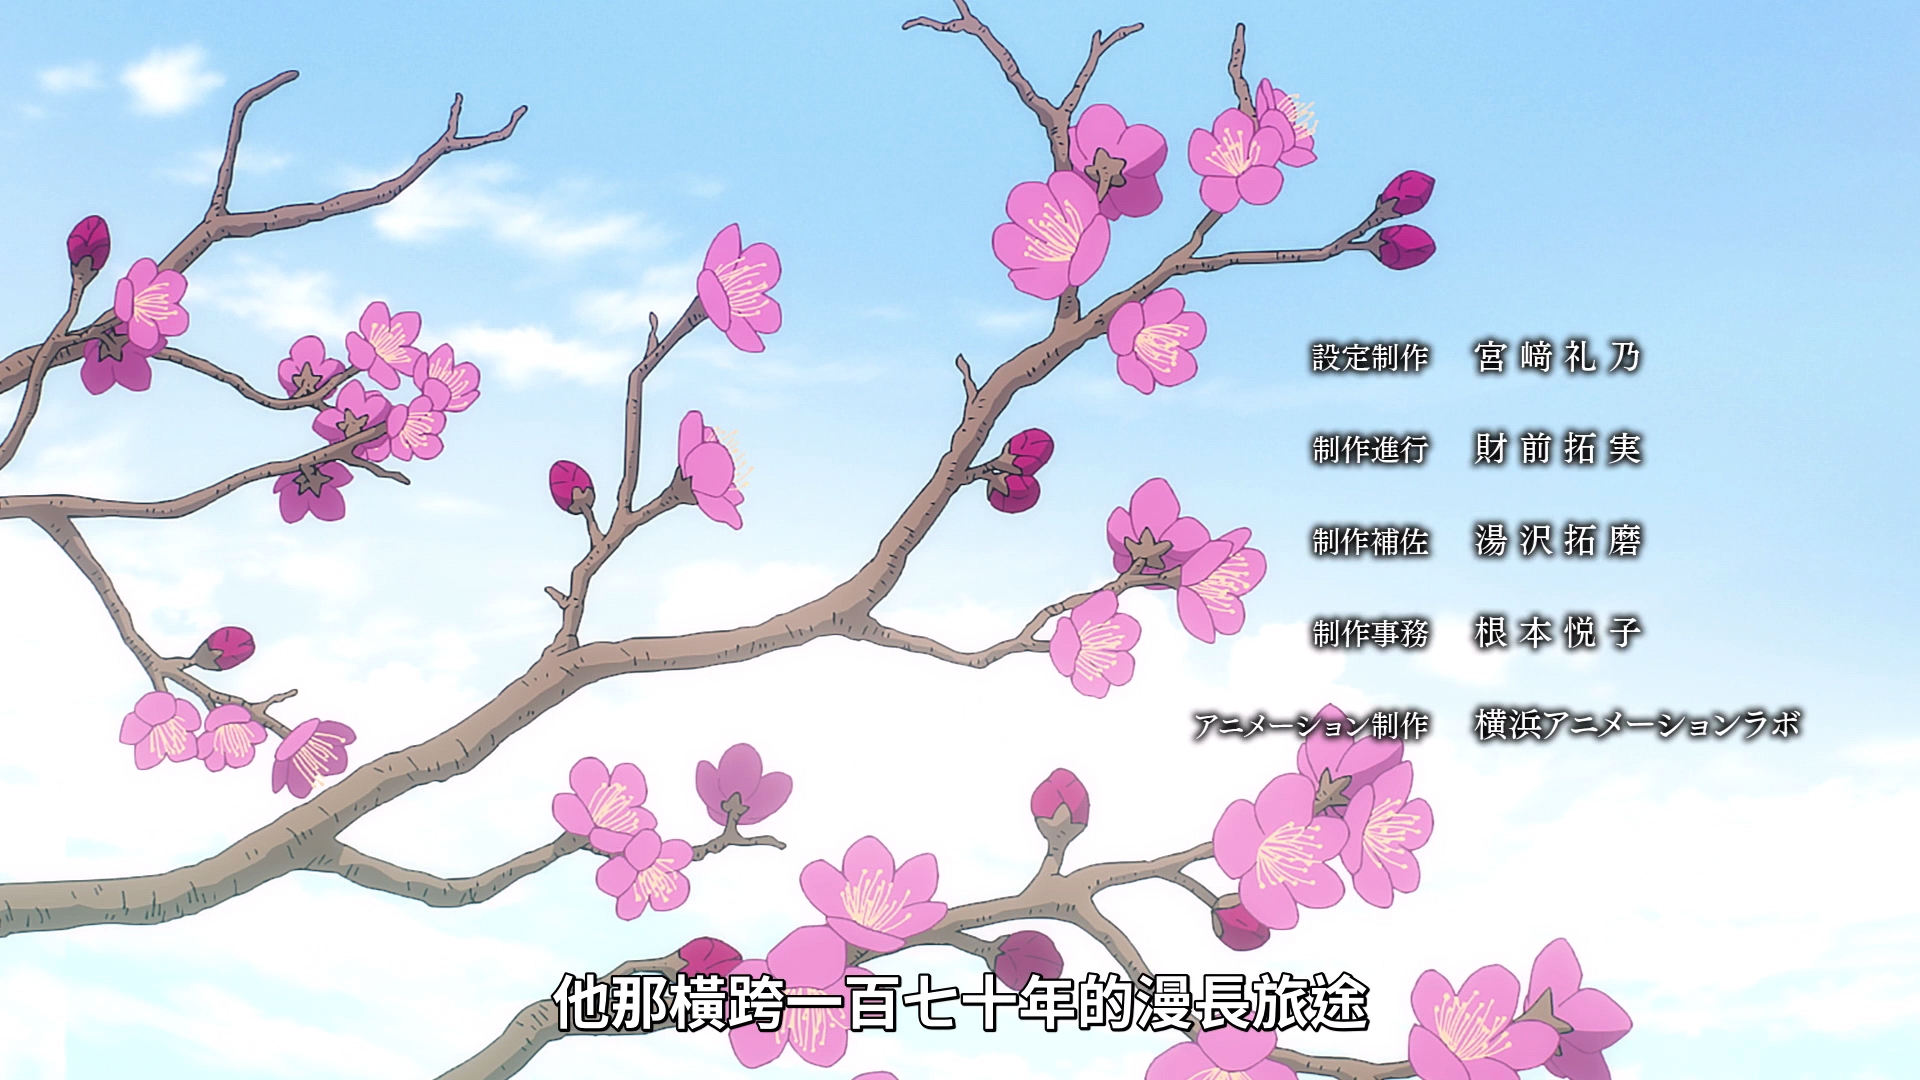 設定制作 宮﨑礼乃
制作進行 財前拓実
制作補佐 湯沢拓磨
制作事務 根本悦子
アニメーション制作 横浜アニメーションラボ
他那橫跨一百七十年的漫長旅途